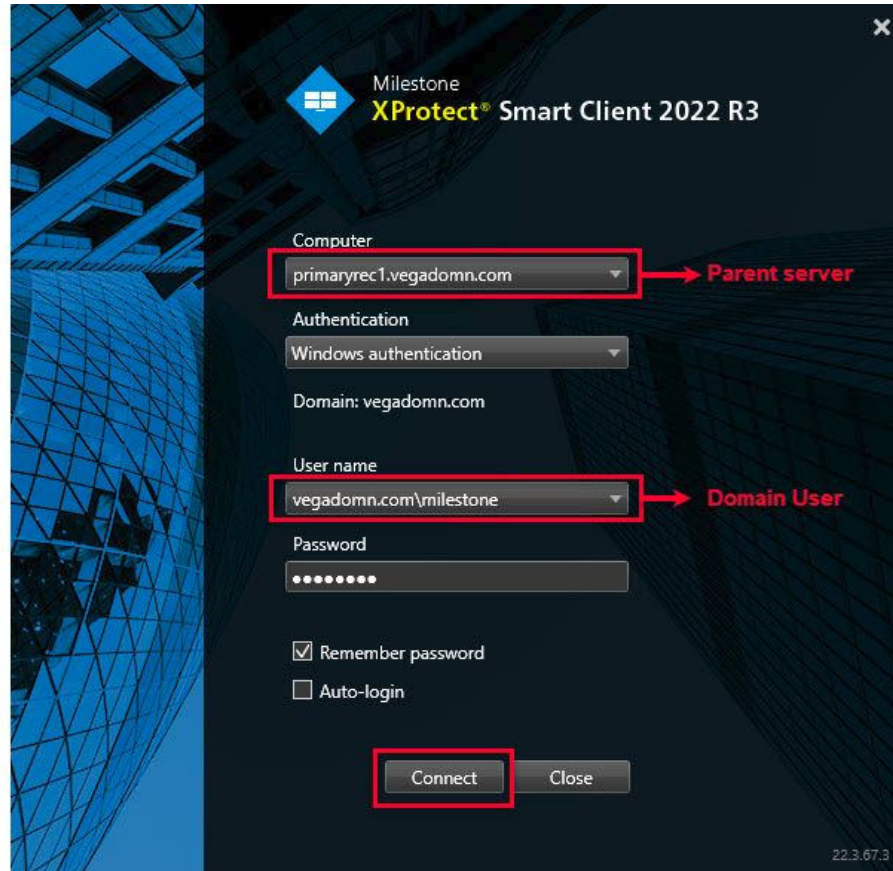 Milestone
XProtect® Smart Client 2022 R3
Computer
primaryrec1.vegadomn.com
Parent server
Authentication
Windows authentication
Domain: vegadomn.com
User name
vegadomn.com\milestone
Domain User
Password
Remember password
Auto-login
Connect
Close
22.3.67.3